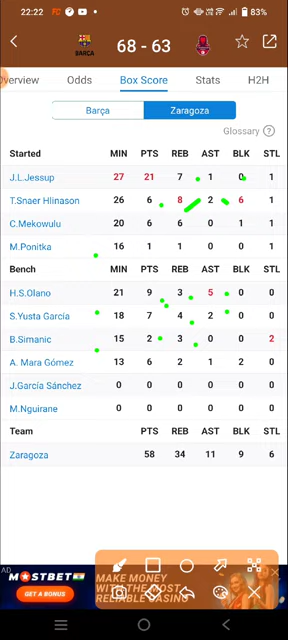 22:22
83%
BARÇA
68 - 63
Overview Odds Box Score Stats H2H
Barça Zaragoza
Glossary ?
Started MIN PTS REB AST BLK STL
J.L.Jessup 27 21 7 1 0 1
T.Snaer Hlinason 26 6 8 2 6 1
C.Mekowulu 20 6 6 0 1 1
M.Ponitka 16 1 1 0 0 1
Bench MIN PTS REB AST BLK STL
H.S.Olano 21 9 3 5 0 0
S.Yusta García 18 7 4 2 0 0
B.Simanic 15 2 3 0 0 2
A. Mara Gómez 13 6 2 1 2 0
J.García Sánchez 0 0 0 0 0 0
M.Nguirane 0 0 0 0 0 0
Team PTS REB AST BLK STL
Zaragoza 58 34 11 9 6
AD
MOSTBET
GET A BONUS
MAKE MONEY
WITH THE MOST
RELIABLE